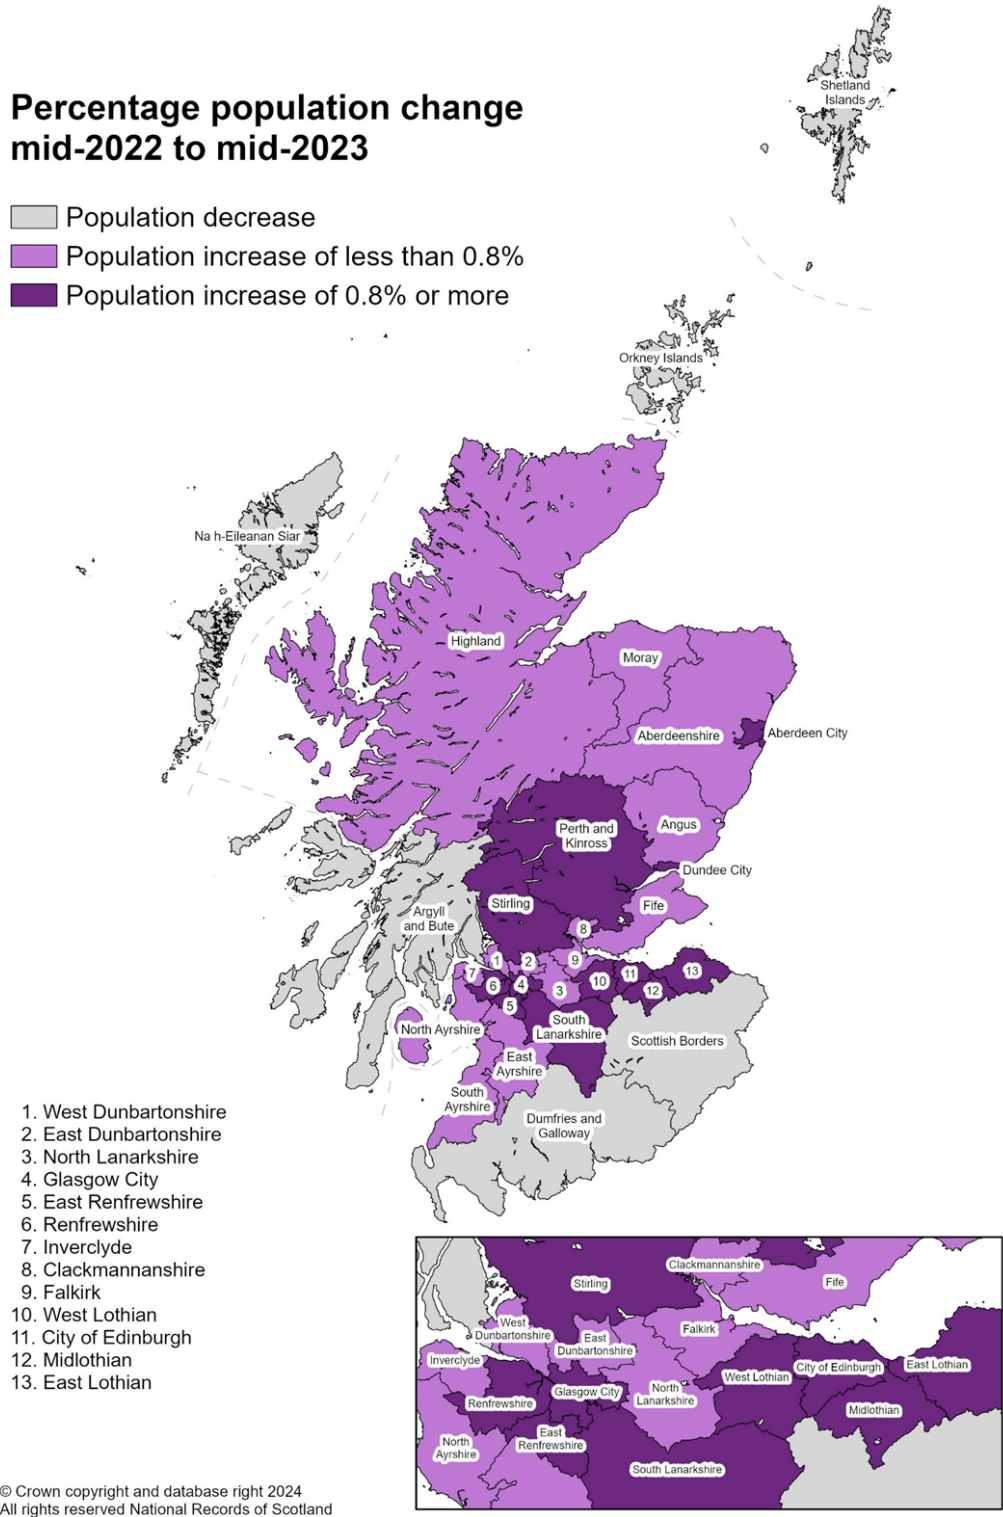 Percentage population change
mid-2022 to mid-2023
Population decrease
Population increase of less than 0.8%
Population increase of 0.8% or more
Shetland
Islands
Orkney Islands
Na h-Eileanan Siar
Highland
Moray
Aberdeenshire
Aberdeen City
Perth and
Kinross
Angus
Dundee City
Stirling
Fife
Argyll
and Bute
8
1
2
9
7
6
4
3
10
11
13
12
5
North Ayrshire
South
Lanarkshire
Scottish Borders
East
Ayrshire
South
Ayrshire
Dumfries and
Galloway
1. West Dunbartonshire
2. East Dunbartonshire
3. North Lanarkshire
4. Glasgow City
5. East Renfrewshire
6. Renfrewshire
7. Inverclyde
8. Clackmannanshire
9. Falkirk
10. West Lothian
11. City of Edinburgh
12. Midlothian
13. East Lothian
Clackmannanshire
Stirling
Fife
West
Dunbartonshire
East
Dunbartonshire
Falkirk
Inverclyde
City of Edinburgh
East Lothian
West Lothian
Renfrewshire
Glasgow City
North
Lanarkshire
Midlothian
North
Ayrshire
East
Renfrewshire
South Lanarkshire
© Crown copyright and database right 2024
All rights reserved National Records of Scotland